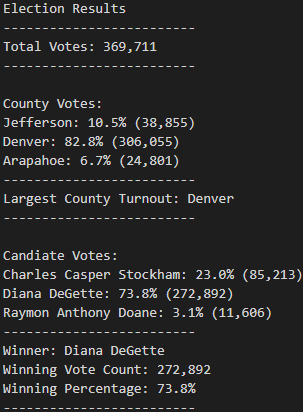 Election Results
-------------------------
Total Votes: 369,711
-------------------------
County Votes:
Jefferson: 10.5% (38,855)
Denver: 82.8% (306,055)
Arapahoe: 6.7% (24,801)
-------------------------
Largest County Turnout: Denver
-------------------------
Candiate Votes:
Charles Casper Stockham: 23.0% (85,213)
Diana DeGette: 73.8% (272,892)
Raymon Anthony Doane: 3.1% (11,606)
-------------------------
Winner: Diana DeGette
Winning Vote Count: 272,892
Winning Percentage: 73.8%
-------------------------